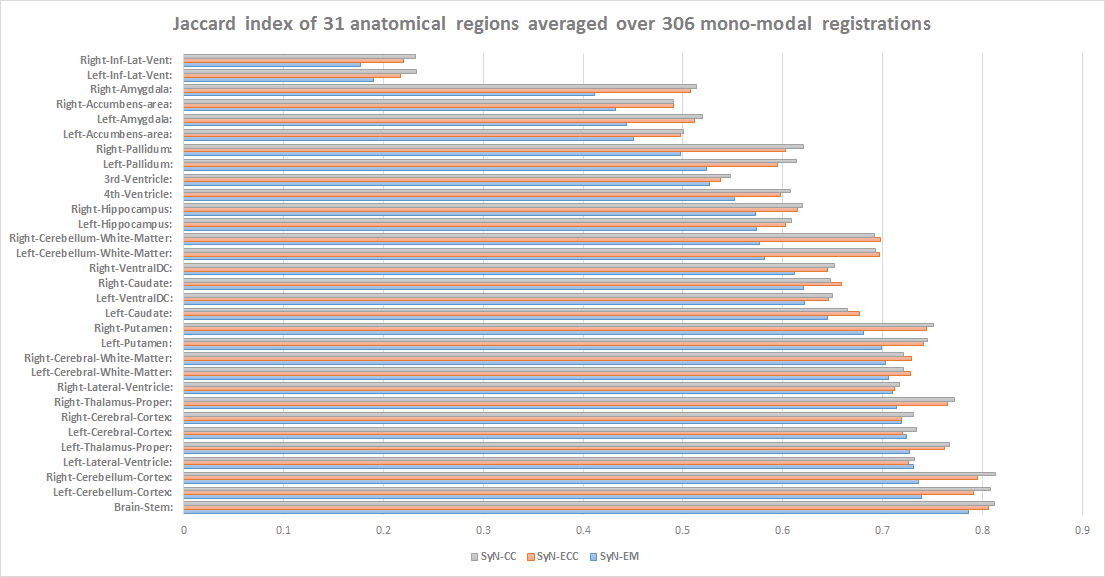 Jaccard index of 31 anatomical regions averaged over 306 mono-modal registrations
Right-Inf-Lat-Vent:
Left-Inf-Lat-Vent:
Right-Amygdala:
Right-Accumbens-area:
Left-Amygdala:
Left-Accumbens-area:
Right-Pallidum:
Left-Pallidum:
3rd-Ventricle:
4th-Ventricle:
Right-Hippocampus:
Left-Hippocampus:
Right-Cerebellum-White-Matter:
Left-Cerebellum-White-Matter:
Right-VentralDC:
Right-Caudate:
Left-VentralDC:
Left-Caudate:
Right-Putamen:
Left-Putamen:
Right-Cerebral-White-Matter:
Left-Cerebral-White-Matter:
Right-Lateral-Ventricle:
Right-Thalamus-Proper:
Right-Cerebral-Cortex:
Left-Cerebral-Cortex:
Left-Thalamus-Proper:
Left-Lateral-Ventricle:
Right-Cerebellum-Cortex:
Left-Cerebellum-Cortex:
Brain-Stem:
0 0.1 0.2 0.3 0.4 0.5 0.6 0.7 0.8 0.9
SyN-CC SyN-ECC SyN-EM